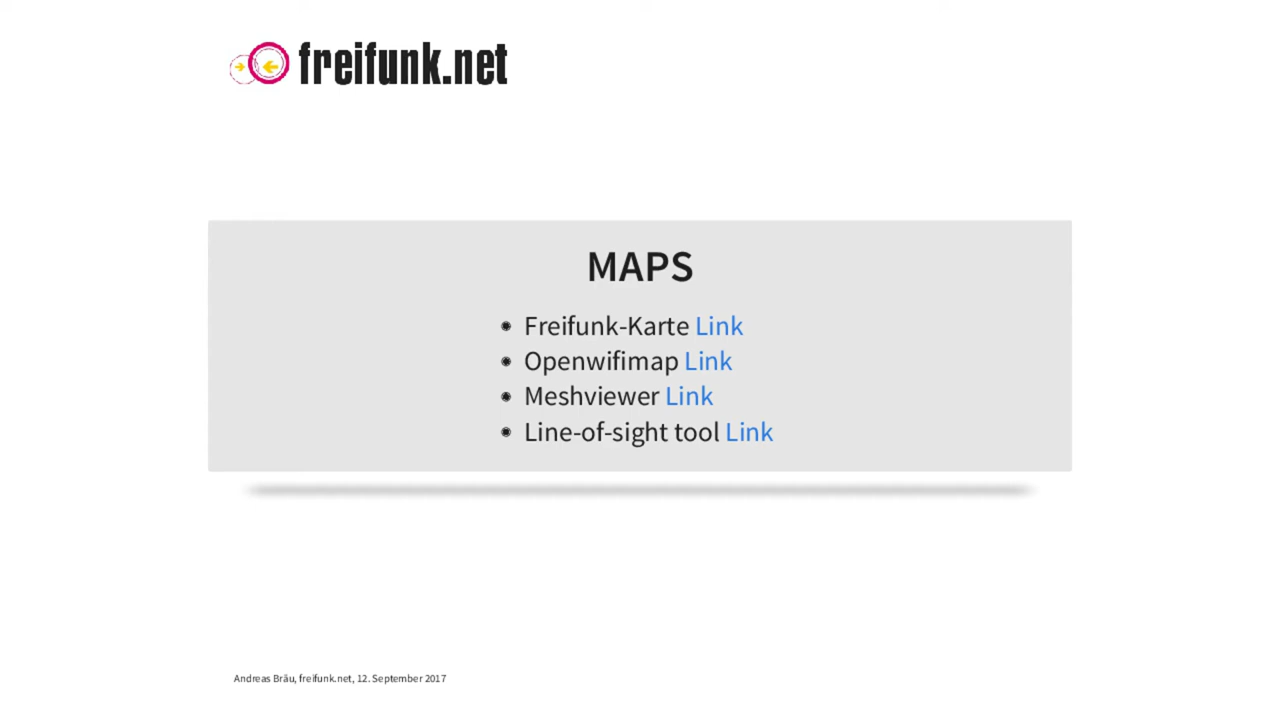 freifunk.net
MAPS
Freifunk-Karte Link
Openwifimap Link
Meshviewer Link
Line-of-sight tool Link
Andreas Bräu, freifunk.net, 12. September 2017